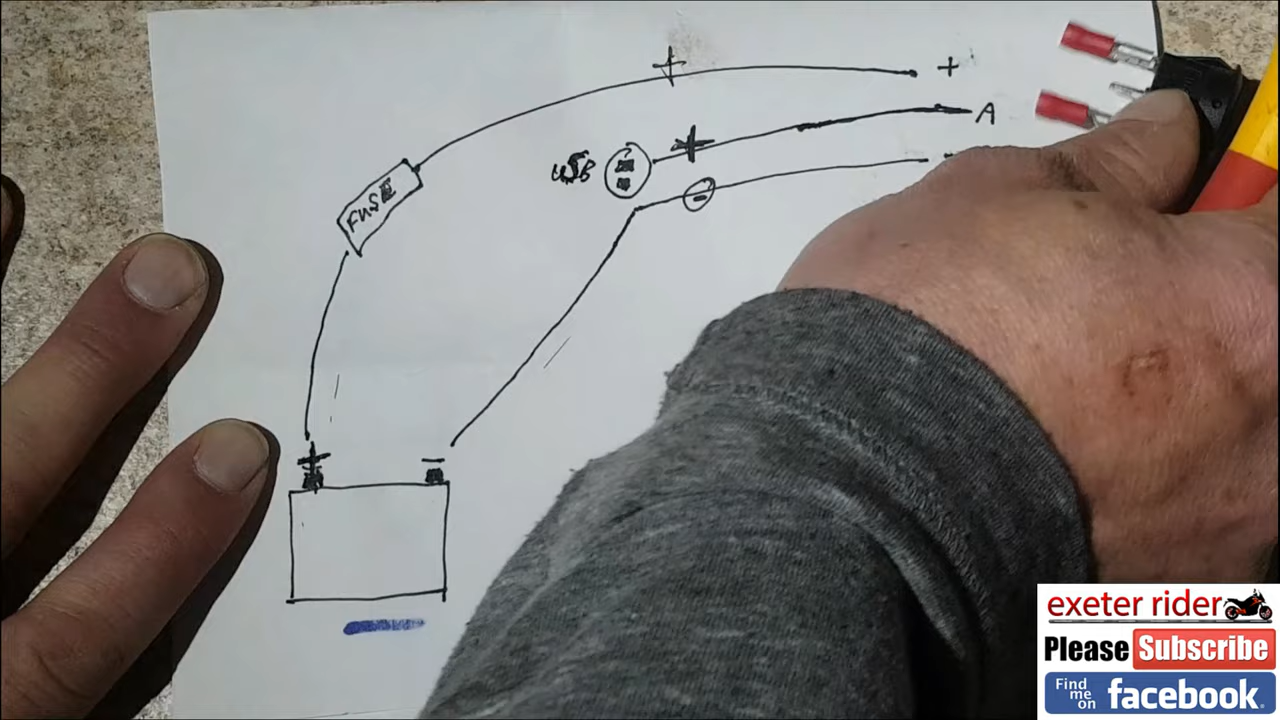 +
+
A
USB
-
FUSE
+
-
exeter rider
Please Subscribe
Find me on facebook.